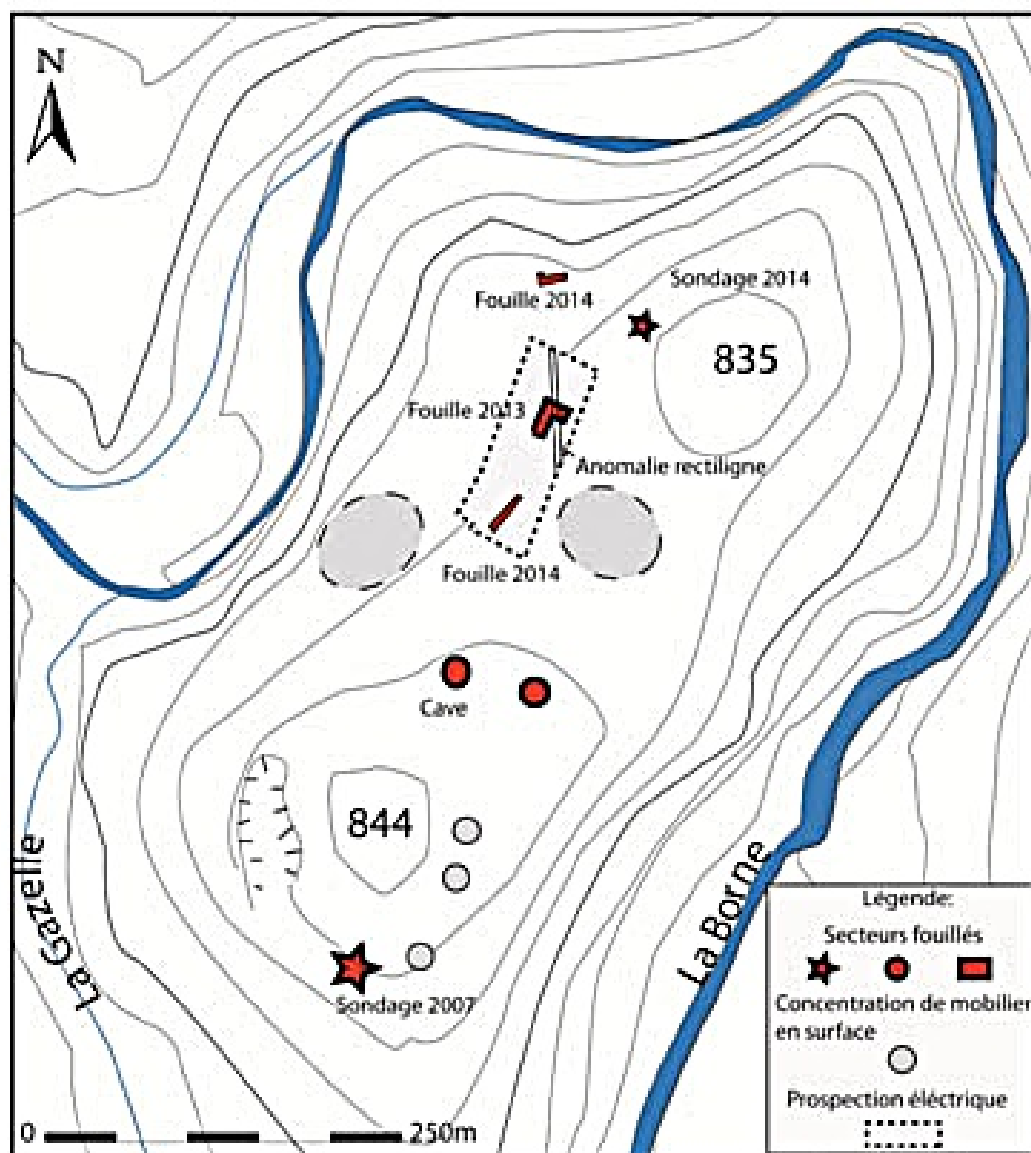 N
Sondage 2014
Fouille 2014
835
Fouille 2013
Anomalie rectiligne
Fouille 2014
Cave
844
La Gazelle
La Borne
Sondage 2007
Légende:
Secteurs fouillés
Concentration de mobilier
en surface
Prospection éléctrique
0 250m